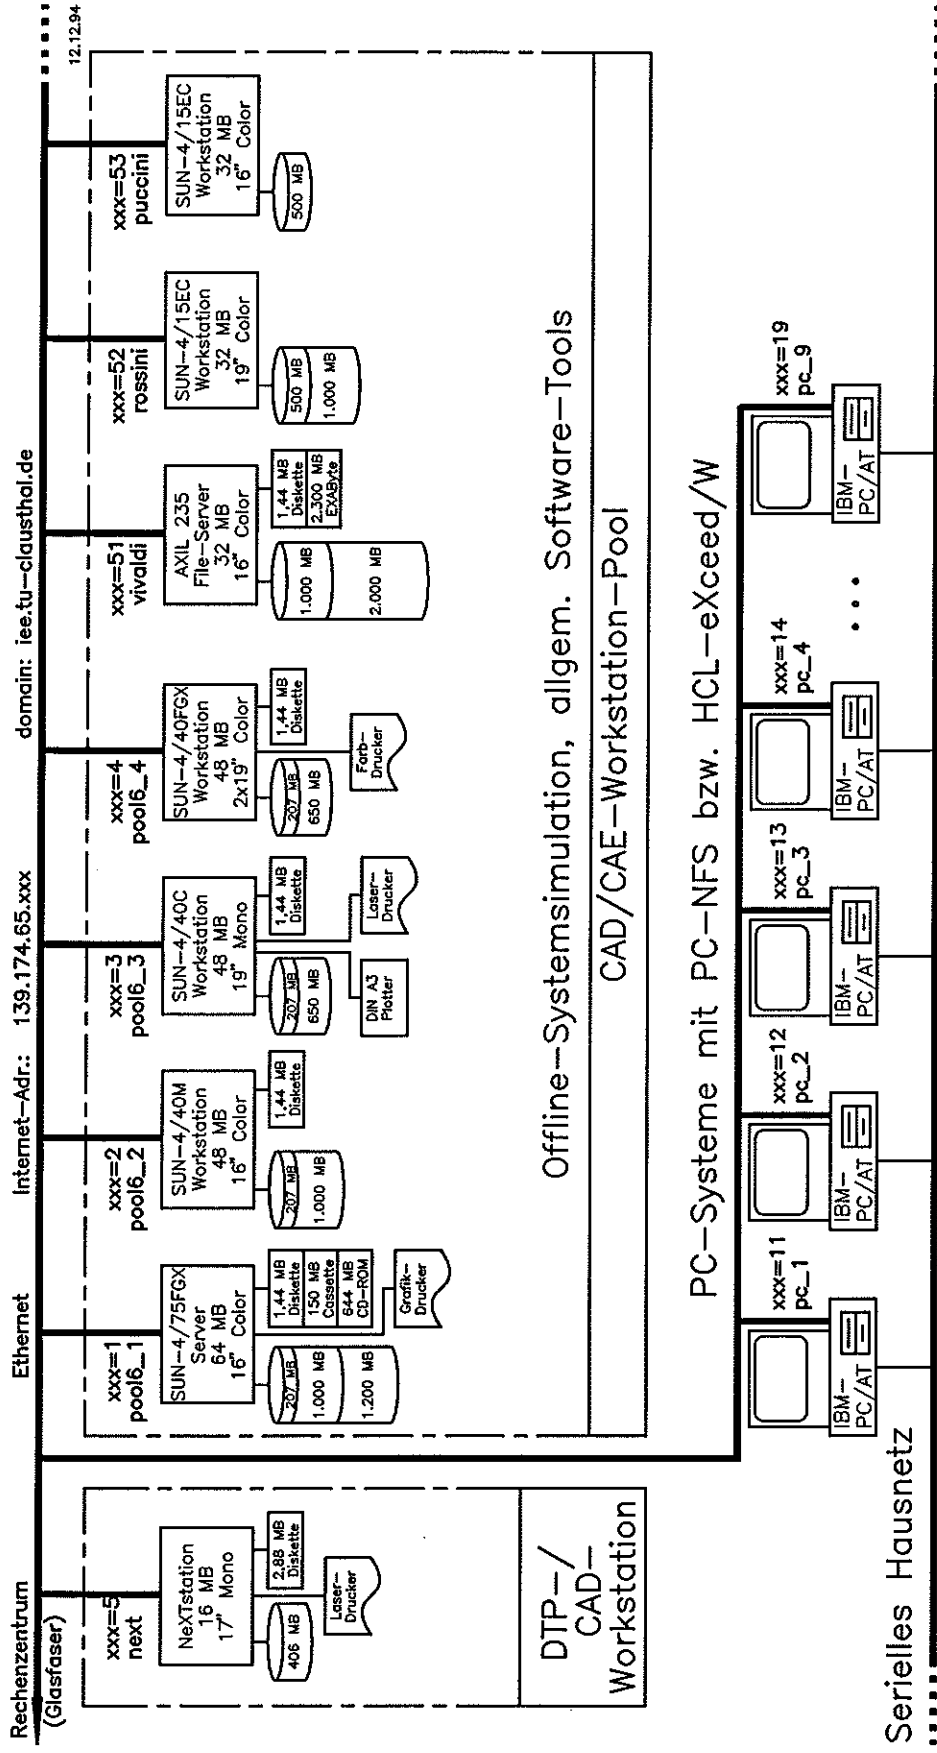 Rechenzentrum
(Glasfaser)
Ethernet
Internet-Adr.: 139.174.65.xxx
domain: iee.tu-clausthal.de
12.12.94
xxx=5
next
NeXTstation
16 MB
17" Mono
406 MB
2,88 MB
Diskette
Laser-
Drucker
DTP-/
CAD-
Workstation
xxx=1
pool6_1
SUN-4/75FGX
Server
64 MB
16" Color
207 MB
1.000 MB
1.200 MB
1,44 MB
Diskette
150 MB
Cassette
644 MB
CD-ROM
Grafik-
Drucker
xxx=2
pool6_2
SUN-4/40M
Workstation
48 MB
16" Color
207 MB
1.000 MB
1,44 MB
Diskette
xxx=3
pool6_3
SUN-4/40C
Workstation
48 MB
19" Mono
207 MB
650 MB
1,44 MB
Diskette
DIN A3
Plotter
Laser-
Drucker
xxx=4
pool6_4
SUN-4/40FGX
Workstation
48 MB
2x19" Color
207 MB
650 MB
1,44 MB
Diskette
Farb-
Drucker
xxx=51
vivaldi
AXIL 235
File-Server
32 MB
16" Color
1.000 MB
2.000 MB
1,44 MB
Diskette
2.300 MB
EXAByte
xxx=52
rossini
SUN-4/15EC
Workstation
32 MB
19" Color
500 MB
1.000 MB
xxx=53
puccini
SUN-4/15EC
Workstation
32 MB
16" Color
500 MB
Offline-Systemsimulation, allgem. Software-Tools
CAD/CAE-Workstation-Pool
PC-Systeme mit PC-NFS bzw. HCL-eXceed/W
xxx=11
pc_1
IBM-
PC/AT
xxx=12
pc_2
IBM-
PC/AT
xxx=13
pc_3
IBM-
PC/AT
xxx=14
pc_4
IBM-
PC/AT
...
xxx=19
pc_9
IBM-
PC/AT
Serielles Hausnetz